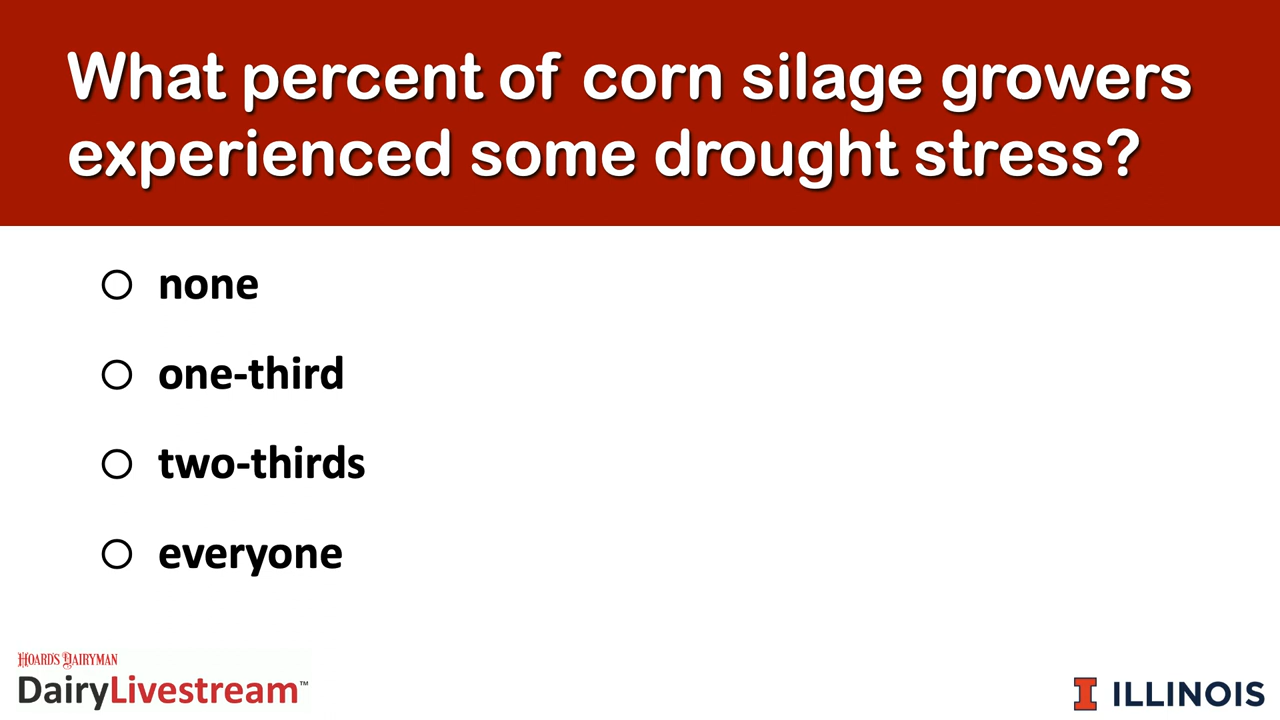 What percent of corn silage growers
experienced some drought stress?
none
one-third
two-thirds
everyone
HOARD'S DAIRYMAN
DairyLivestream™
I ILLINOIS